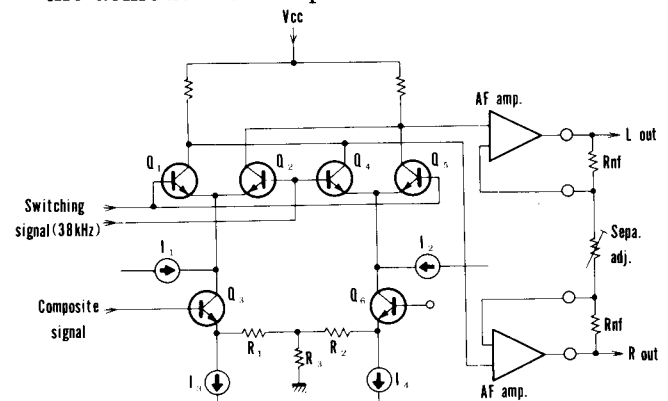 Vcc
AF amp.
L out
Q1
Q2
Q4
Q5
Rnf
Switching
signal(38kHz)
Sepa.
adj.
I1
I2
Composite
signal
Q3
Q6
Rnf
R1
R2
R3
R out
I3
I4
AF amp.